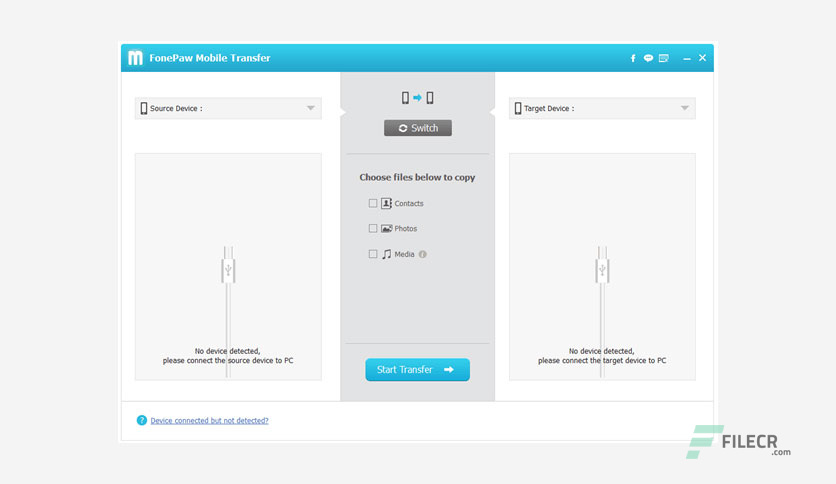 FonePaw Mobile Transfer
Source Device :
Switch
Target Device :
Choose files below to copy
Contacts
Photos
Media
No device detected,
please connect the source device to PC
No device detected,
please connect the target device to PC
Start Transfer
? Device connected but not detected?
FILECR
.com